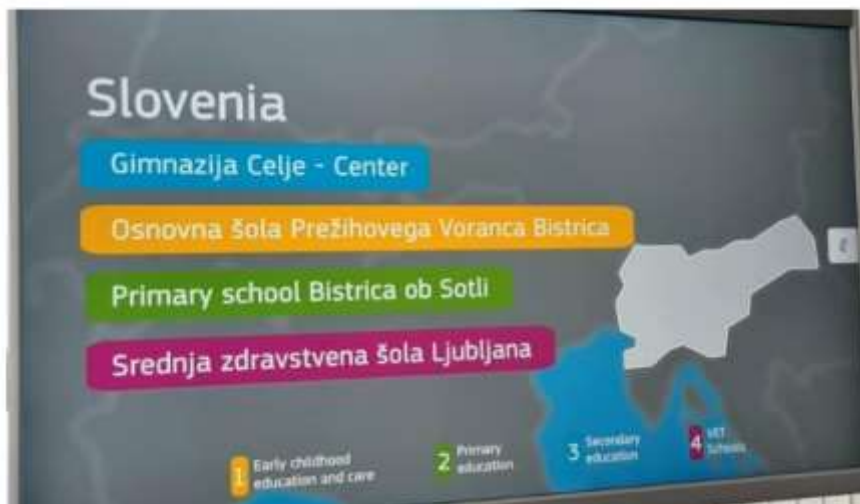 Slovenia
Gimnazija Celje - Center
Osnovna šola Prežihovega Voranca Bistrica
Primary school Bistrica ob Sotli
Srednja zdravstvena šola Ljubljana
1 Early childhood
education and care
2 Primary
education
3 Secondary
education
4 VET
Schools